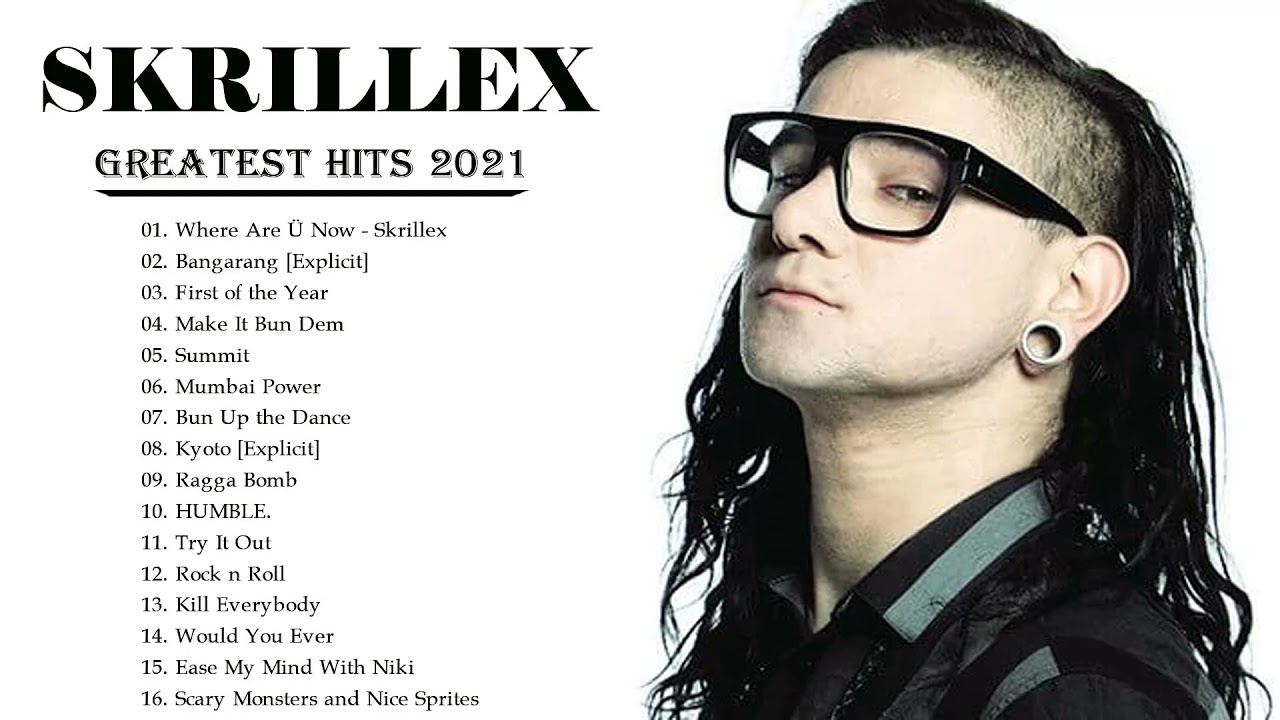 SKRILLEX
GREATEST HITS 2021
01. Where Are Ü Now - Skrillex
02. Bangarang [Explicit]
03. First of the Year
04. Make It Bun Dem
05. Summit
06. Mumbai Power
07. Bun Up the Dance
08. Kyoto [Explicit]
09. Ragga Bomb
10. HUMBLE.
11. Try It Out
12. Rock n Roll
13. Kill Everybody
14. Would You Ever
15. Ease My Mind With Niki
16. Scary Monsters and Nice Sprites